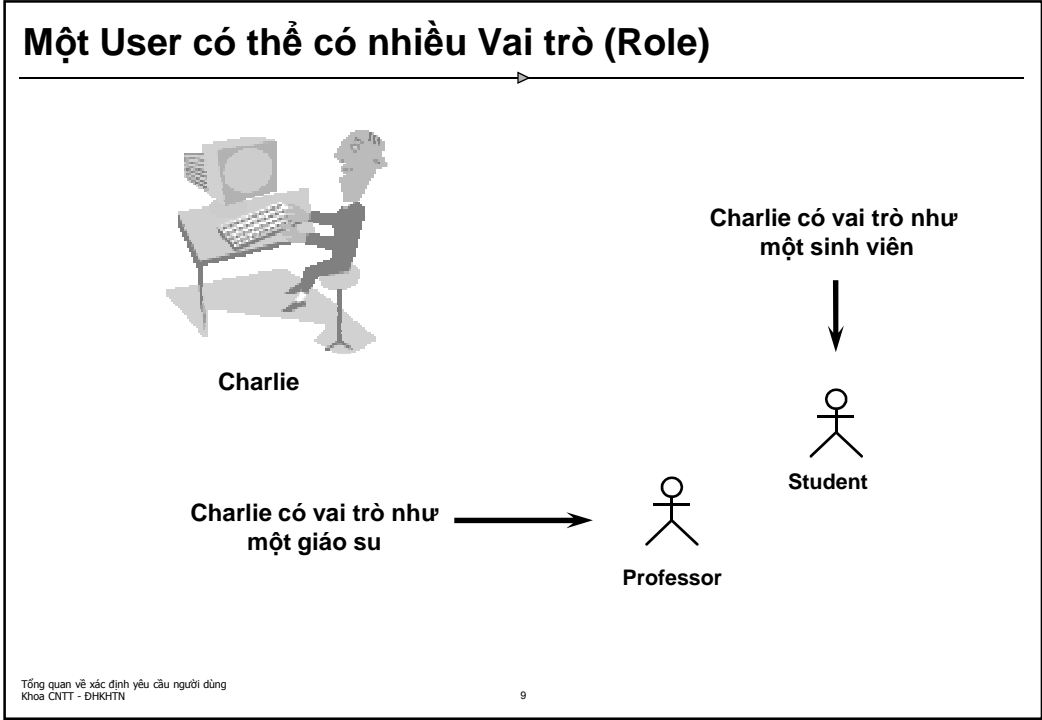 Một User có thể có nhiều Vai trò (Role)
Charlie có vai trò như
một sinh viên
Charlie
Student
Charlie có vai trò như
một giáo su
Professor
Tổng quan về xác định yêu cầu người dùng
Khoa CNTT - ĐHKHTN
9